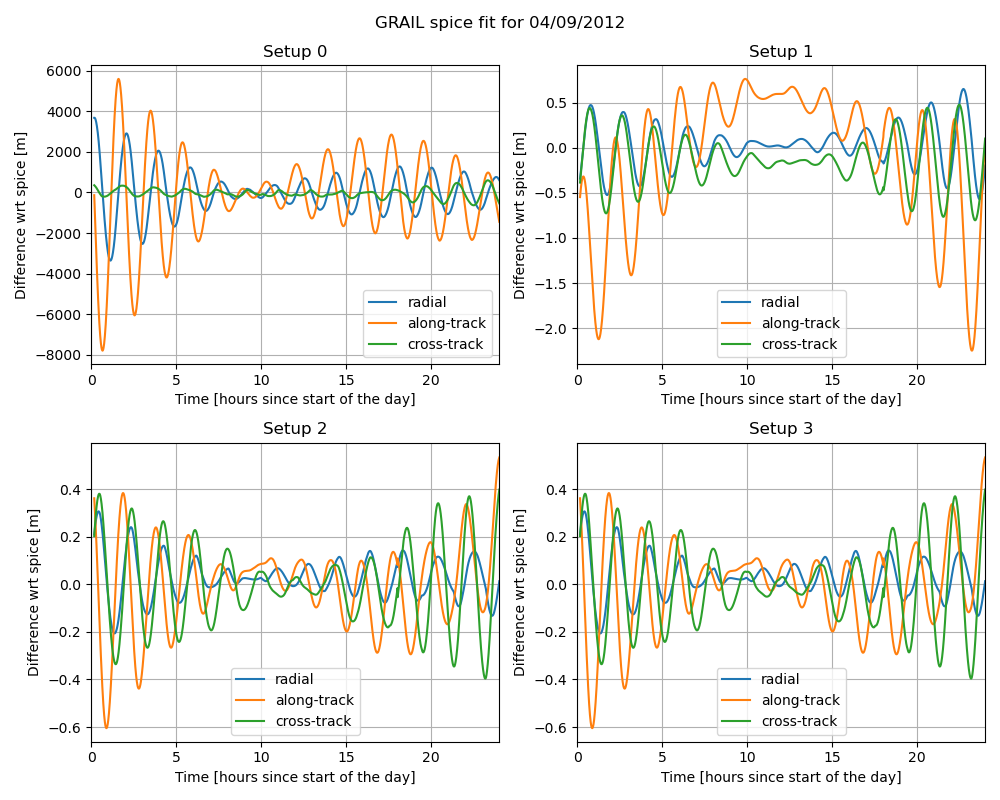 GRAIL spice fit for 04/09/2012
Setup 0
Difference wrt spice [m]
6000
4000
2000
0
−2000
−4000
−6000
−8000
radial
along-track
cross-track
0 5 10 15 20
Time [hours since start of the day]
Setup 1
Difference wrt spice [m]
0.5
0.0
−0.5
−1.0
−1.5
−2.0
radial
along-track
cross-track
0 5 10 15 20
Time [hours since start of the day]
Setup 2
Difference wrt spice [m]
0.4
0.2
0.0
−0.2
−0.4
−0.6
radial
along-track
cross-track
0 5 10 15 20
Time [hours since start of the day]
Setup 3
Difference wrt spice [m]
0.4
0.2
0.0
−0.2
−0.4
−0.6
radial
along-track
cross-track
0 5 10 15 20
Time [hours since start of the day]